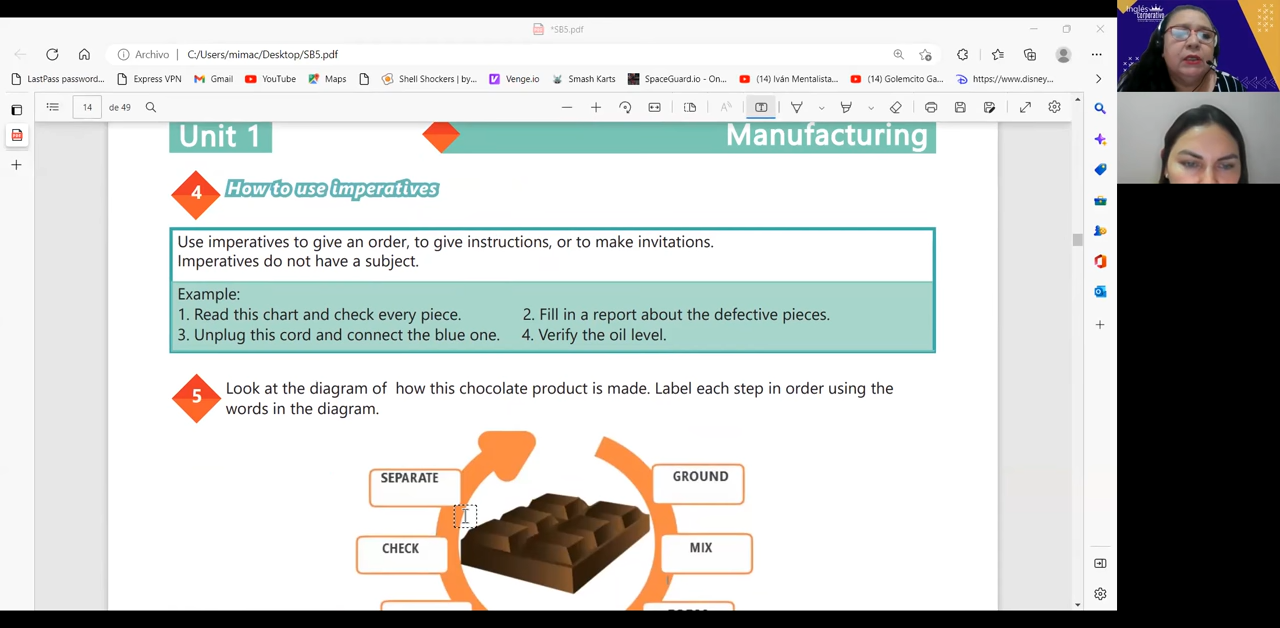 *SB5.pdf
Archivo
C:/Users/mimac/Desktop/SB5.pdf
LastPass password...
Express VPN
Gmail
YouTube
Maps
Shell Shockers | by...
Venge.io
Smash Karts
SpaceGuard.io - On...
(14) Iván Mentalista...
(14) Golemcito Ga...
https://www.disney...
14
de 49
Unit 1
Manufacturing
4
How to use imperatives
Use imperatives to give an order, to give instructions, or to make invitations.
Imperatives do not have a subject.
Example:
1. Read this chart and check every piece.
2. Fill in a report about the defective pieces.
3. Unplug this cord and connect the blue one.
4. Verify the oil level.
5
Look at the diagram of how this chocolate product is made. Label each step in order using the
words in the diagram.
SEPARATE
GROUND
CHECK
MIX
Inglés
Corporativo